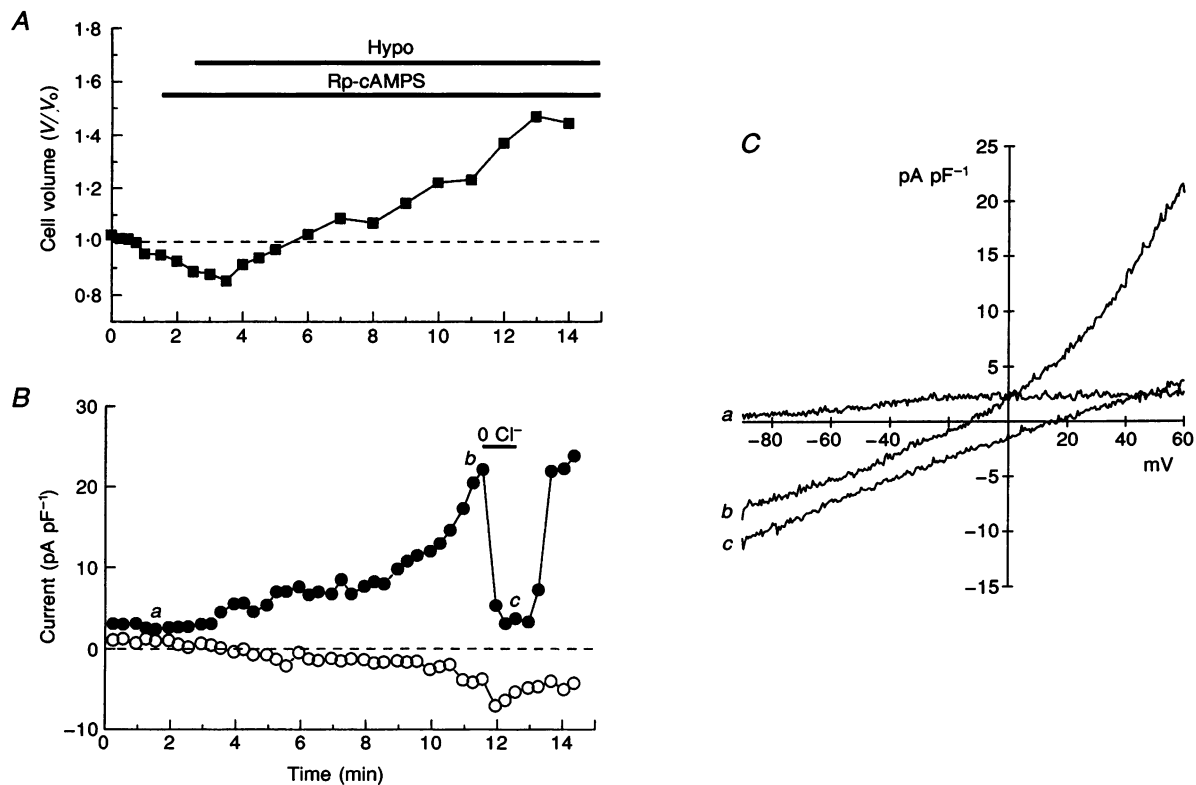 A
Cell volume (V/V₀)
1·8
1·6
1·4
1·2
1·0
0·8
Hypo
Rp-cAMPS
0 2 4 6 8 10 12 14
B
Current (pA pF⁻¹)
30
20
10
0
−10
a
b
0 Cl⁻
c
0 2 4 6 8 10 12 14
Time (min)
C
pA pF⁻¹
25
20
15
10
5
−5
−10
−15
−80 −60 −40 20 40 60
mV
a
b
c